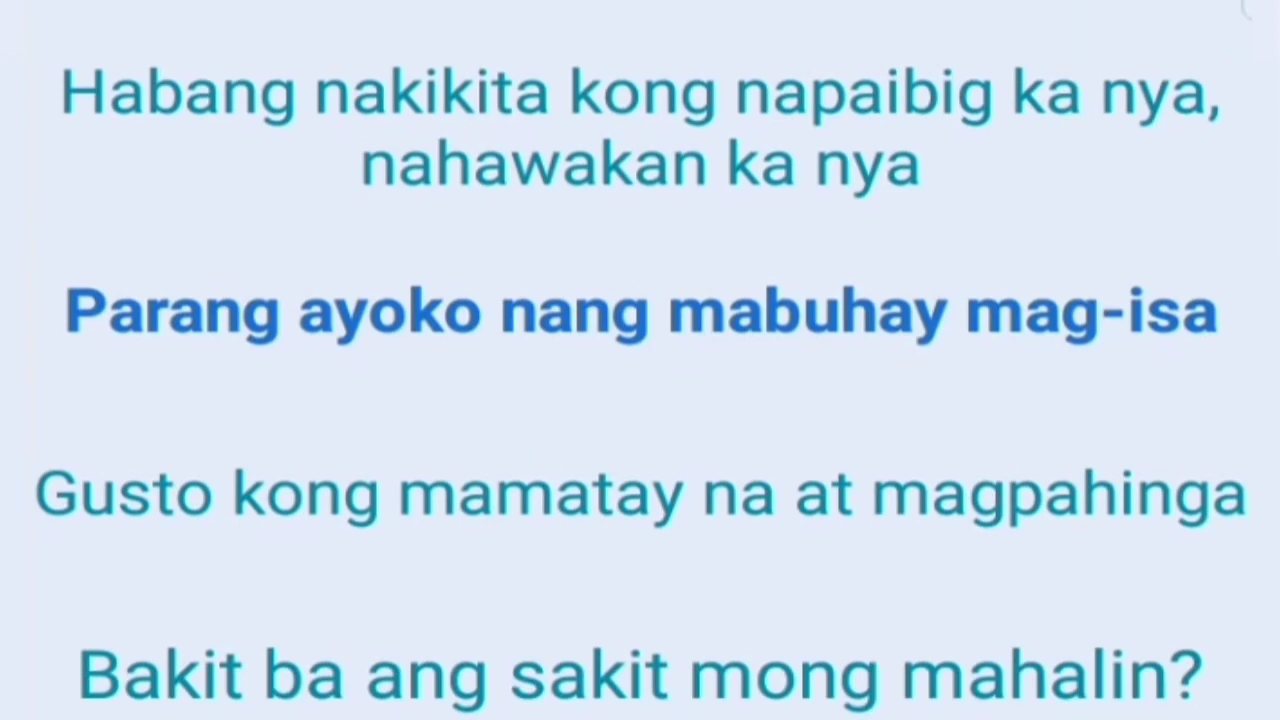 Habang nakikita kong napaibig ka nya,
nahawakan ka nya
Parang ayoko nang mabuhay mag-isa
Gusto kong mamatay na at magpahinga
Bakit ba ang sakit mong mahalin?